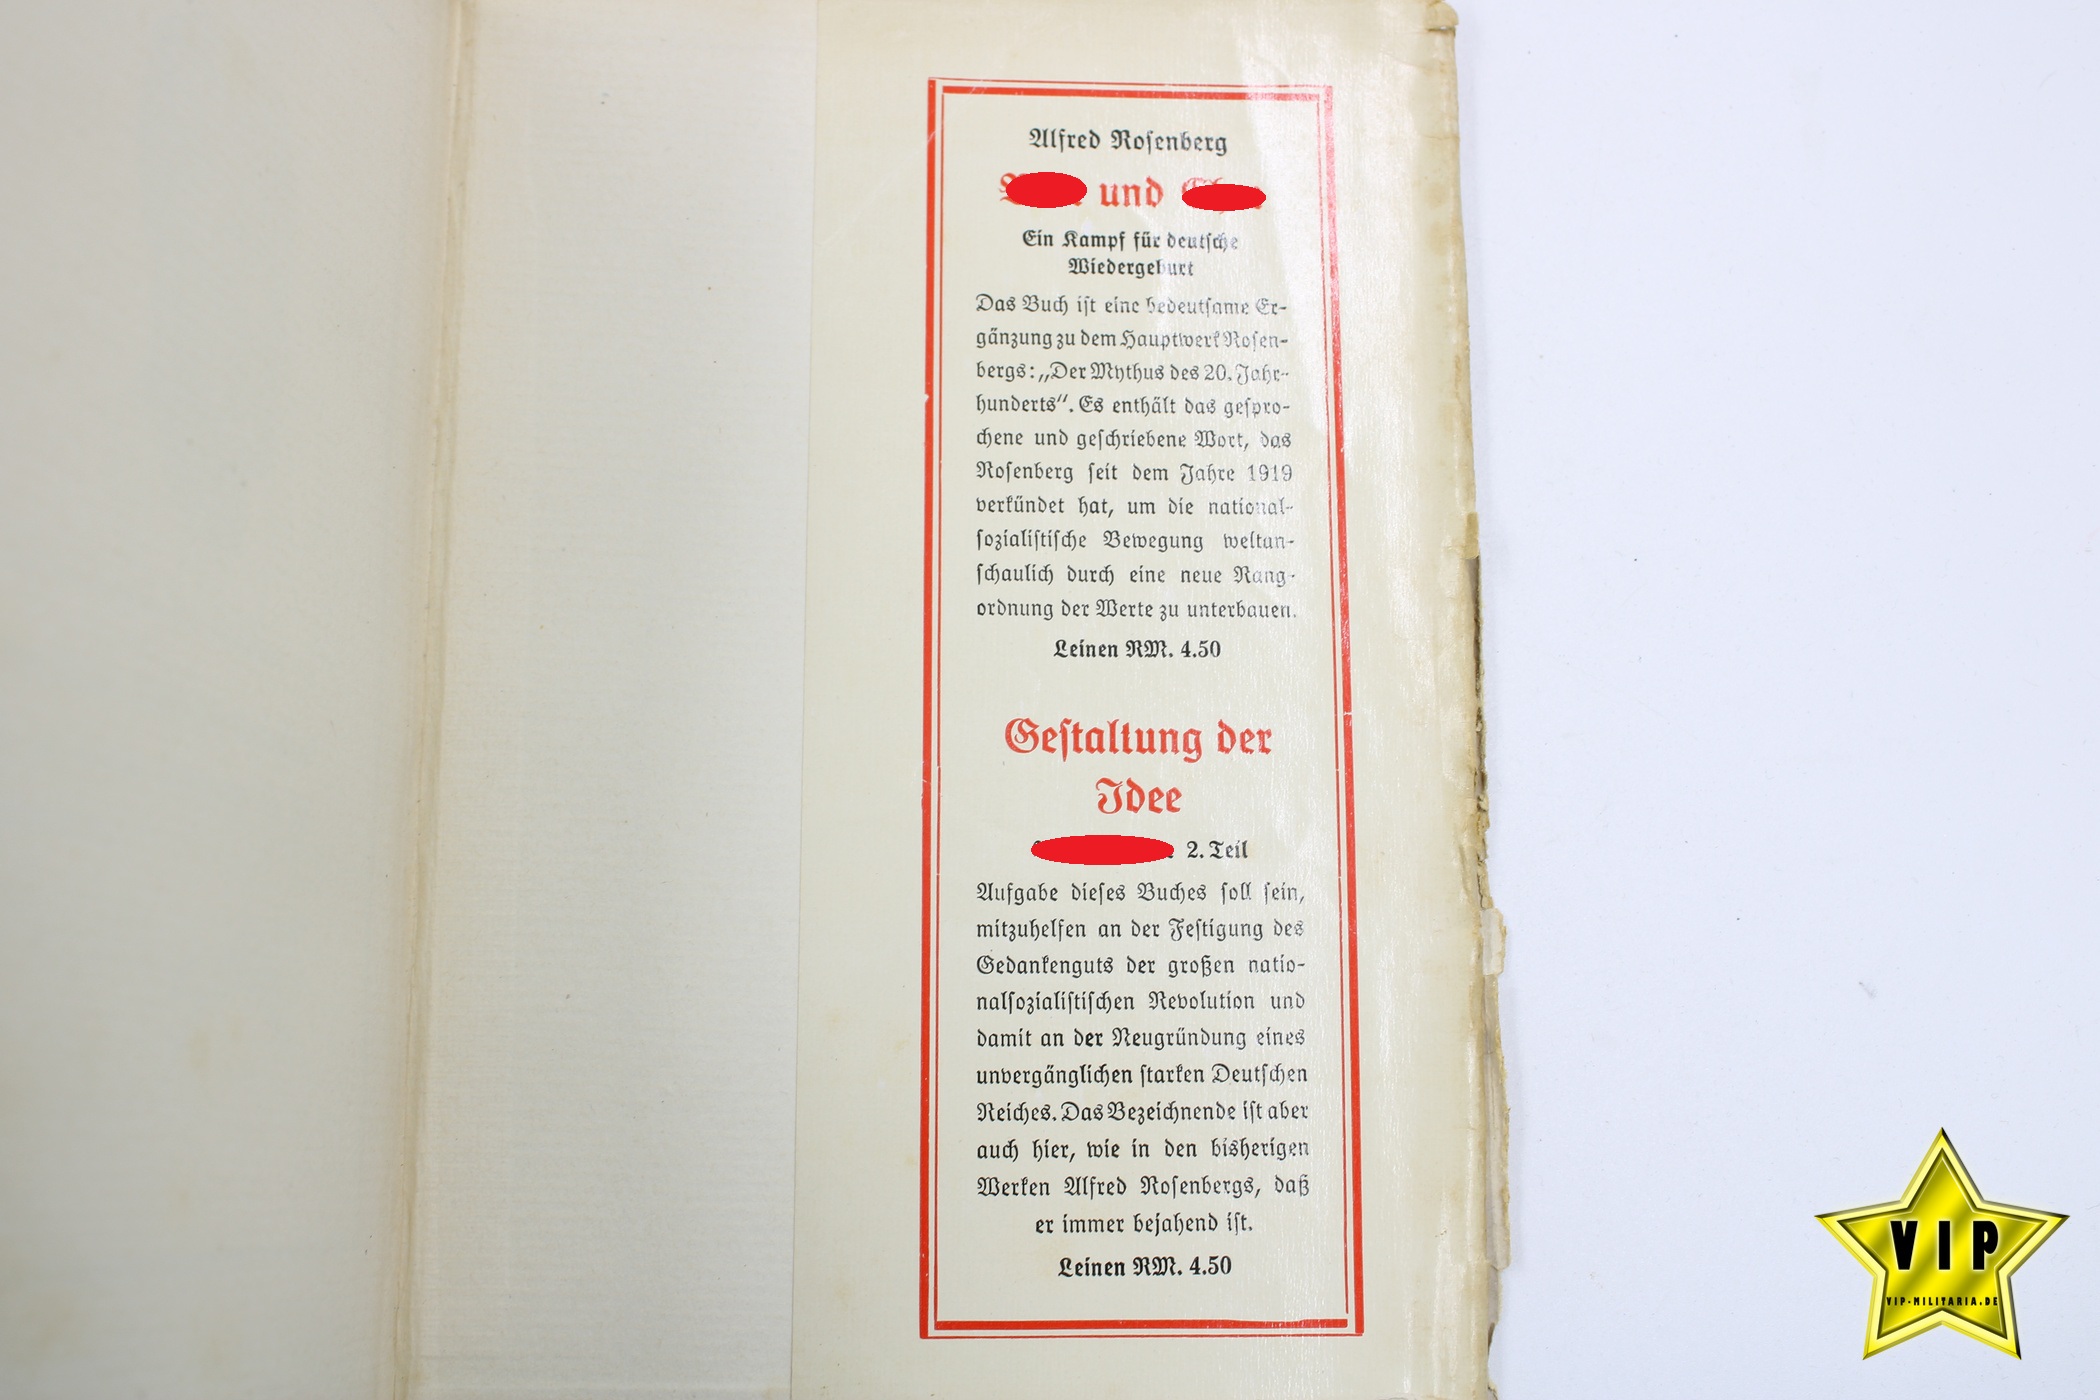 Alfred Rosenberg
und
Ein Kampf für deutsche
Wiedergeburt
Das Buch ist eine bedeutsame Er-
gänzung zu dem Hauptwerk Rosen-
bergs: „Der Mythus des 20. Jahr-
hunderts“. Es enthält das gespro-
chene und geschriebene Wort, das
Rosenberg seit dem Jahre 1919
verkündet hat, um die national-
sozialistische Bewegung weltan-
schaulich durch eine neue Rang-
ordnung der Werte zu unterbauen.
Leinen RM. 4.50
Gestaltung der
Idee
2. Teil
Aufgabe dieses Buches soll sein,
mitzuhelfen an der Festigung des
Gedankenguts der großen natio-
nalsozialistischen Revolution und
damit an der Neugründung eines
unvergänglichen starken Deutschen
Reiches. Das Bezeichnende ist aber
auch hier, wie in den bisherigen
Werken Alfred Rosenbergs, daß
er immer bejahend ist.
Leinen RM. 4.50
VIP
VIP-MILITARIA.DE